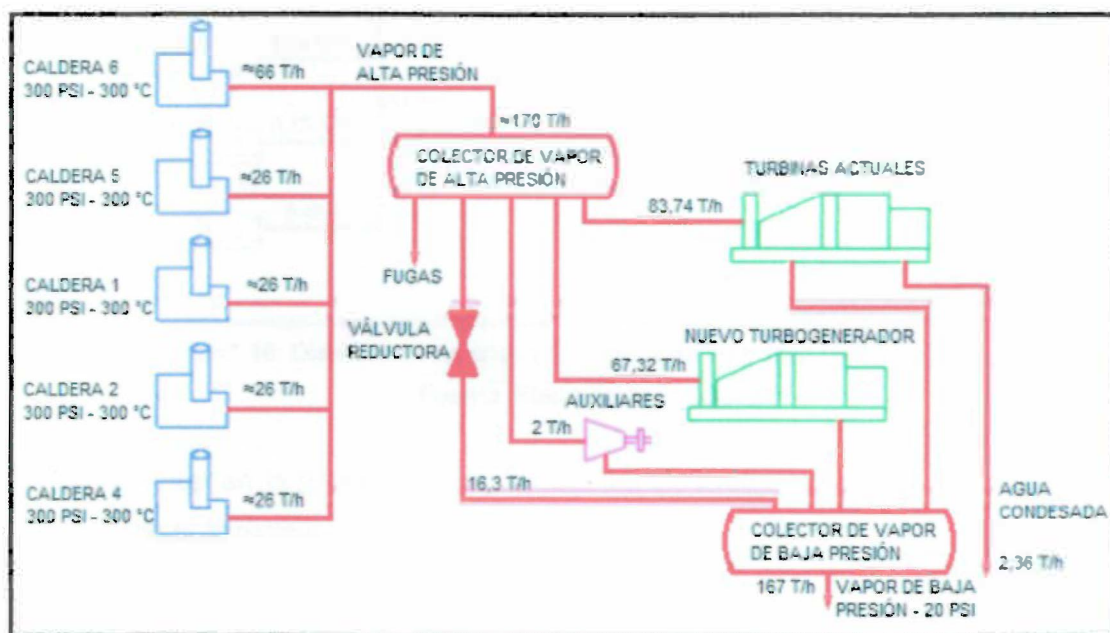 CALDERA 6
300 PSI - 300 °C
≈66 T/h
VAPOR DE
ALTA PRESIÓN
≈170 T/h
CALDERA 5
300 PSI - 300 °C
≈26 T/h
COLECTOR DE VAPOR
DE ALTA PRESIÓN
TURBINAS ACTUALES
83,74 T/h
CALDERA 1
300 PSI - 300 °C
≈26 T/h
FUGAS
VÁLVULA
REDUCTORA
NUEVO TURBOGENERADOR
67,32 T/h
CALDERA 2
300 PSI - 300 °C
≈26 T/h
AUXILIARES
2 T/h
CALDERA 4
300 PSI - 300 °C
≈26 T/h
16,3 T/h
COLECTOR DE VAPOR
DE BAJA PRESIÓN
AGUA
CONDESADA
2,36 T/h
167 T/h
VAPOR DE BAJA
PRESIÓN - 20 PSI